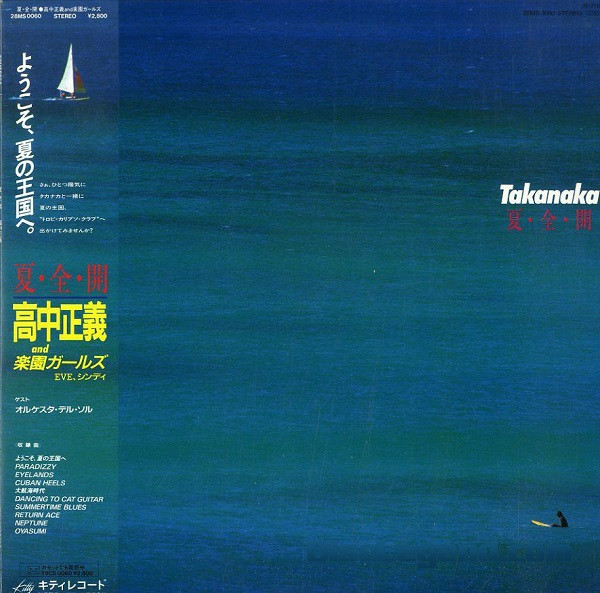 夏・全・開 ●高中正義and楽園ガールズ
28MS 0060 STEREO ¥2,800
ようこそ、夏の王国へ。
さぁ、ひとつ陽気に
タカナカと一緒に
夏の王国、
"トロピ・カリプソ・クラブ"へ
出かけてみませんか?
夏・全・開
高中正義
and
楽園ガールズ
EVE、シンディ
ゲスト
オルケスタ・デル・ソル
〈収録曲〉
ようこそ、夏の王国へ
PARADIZZY
EYELANDS
CUBAN HEELS
大航海時代
DANCING TO CAT GUITAR
SUMMERTIME BLUES
RETURN ACE
NEPTUNE
OYASUMI
Kitty キティレコード
28MS 0060 STEREO
Takanaka
夏・全・開